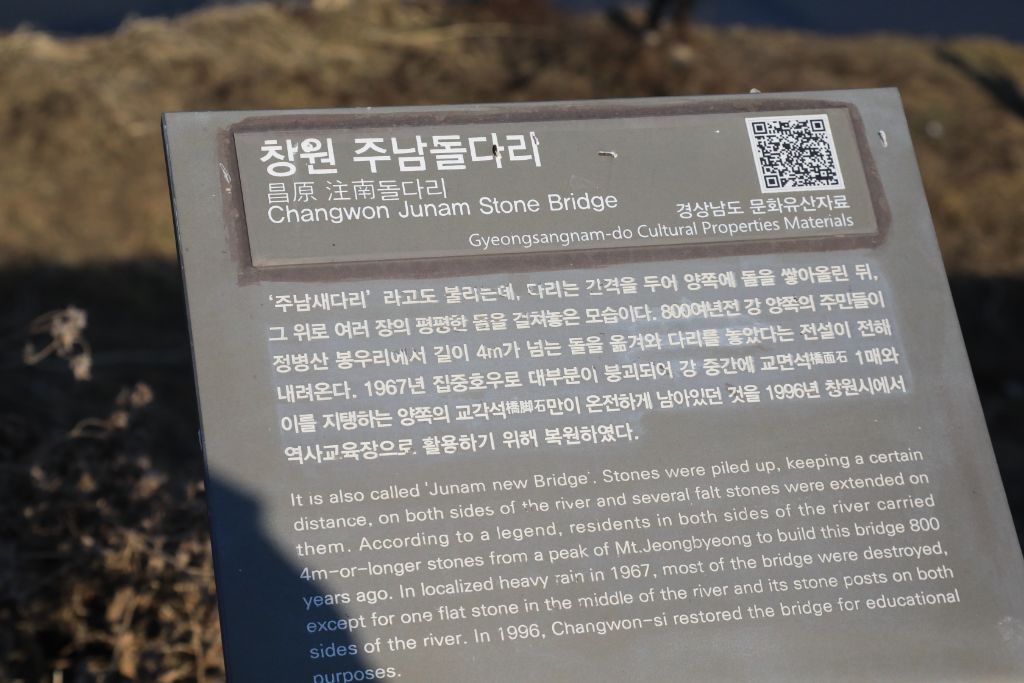 창원 주남돌다리
昌原 注南돌다리
Changwon Junam Stone Bridge
경상남도 문화유산자료
Gyeongsangnam-do Cultural Properties Materials
‘주남새다리’ 라고도 불리는데, 다리는 간격을 두어 양쪽에 돌을 쌓아올린 뒤,
그 위로 여러 장의 평평한 돌을 걸쳐놓은 모습이다. 800여년전 강 양쪽의 주민들이
정병산 봉우리에서 길이 4m가 넘는 돌을 옮겨와 다리를 놓았다는 전설이 전해
내려온다. 1967년 집중호우로 대부분이 붕괴되어 강 중간에 교면석橋面石 1매와
이를 지탱하는 양쪽의 교각석橋脚石만이 온전하게 남아있던 것을 1996년 창원시에서
역사교육장으로 활용하기 위해 복원하였다.
It is also called 'Junam new Bridge'. Stones were piled up, keeping a certain
distance, on both sides of the river and several falt stones were extended on
them. According to a legend, residents in both sides of the river carried
4m-or-longer stones from a peak of Mt.Jeongbyeong to build this bridge 800
years ago. In localized heavy rain in 1967, most of the bridge were destroyed,
except for one flat stone in the middle of the river and its stone posts on both
sides of the river. In 1996, Changwon-si restored the bridge for educational
purposes.